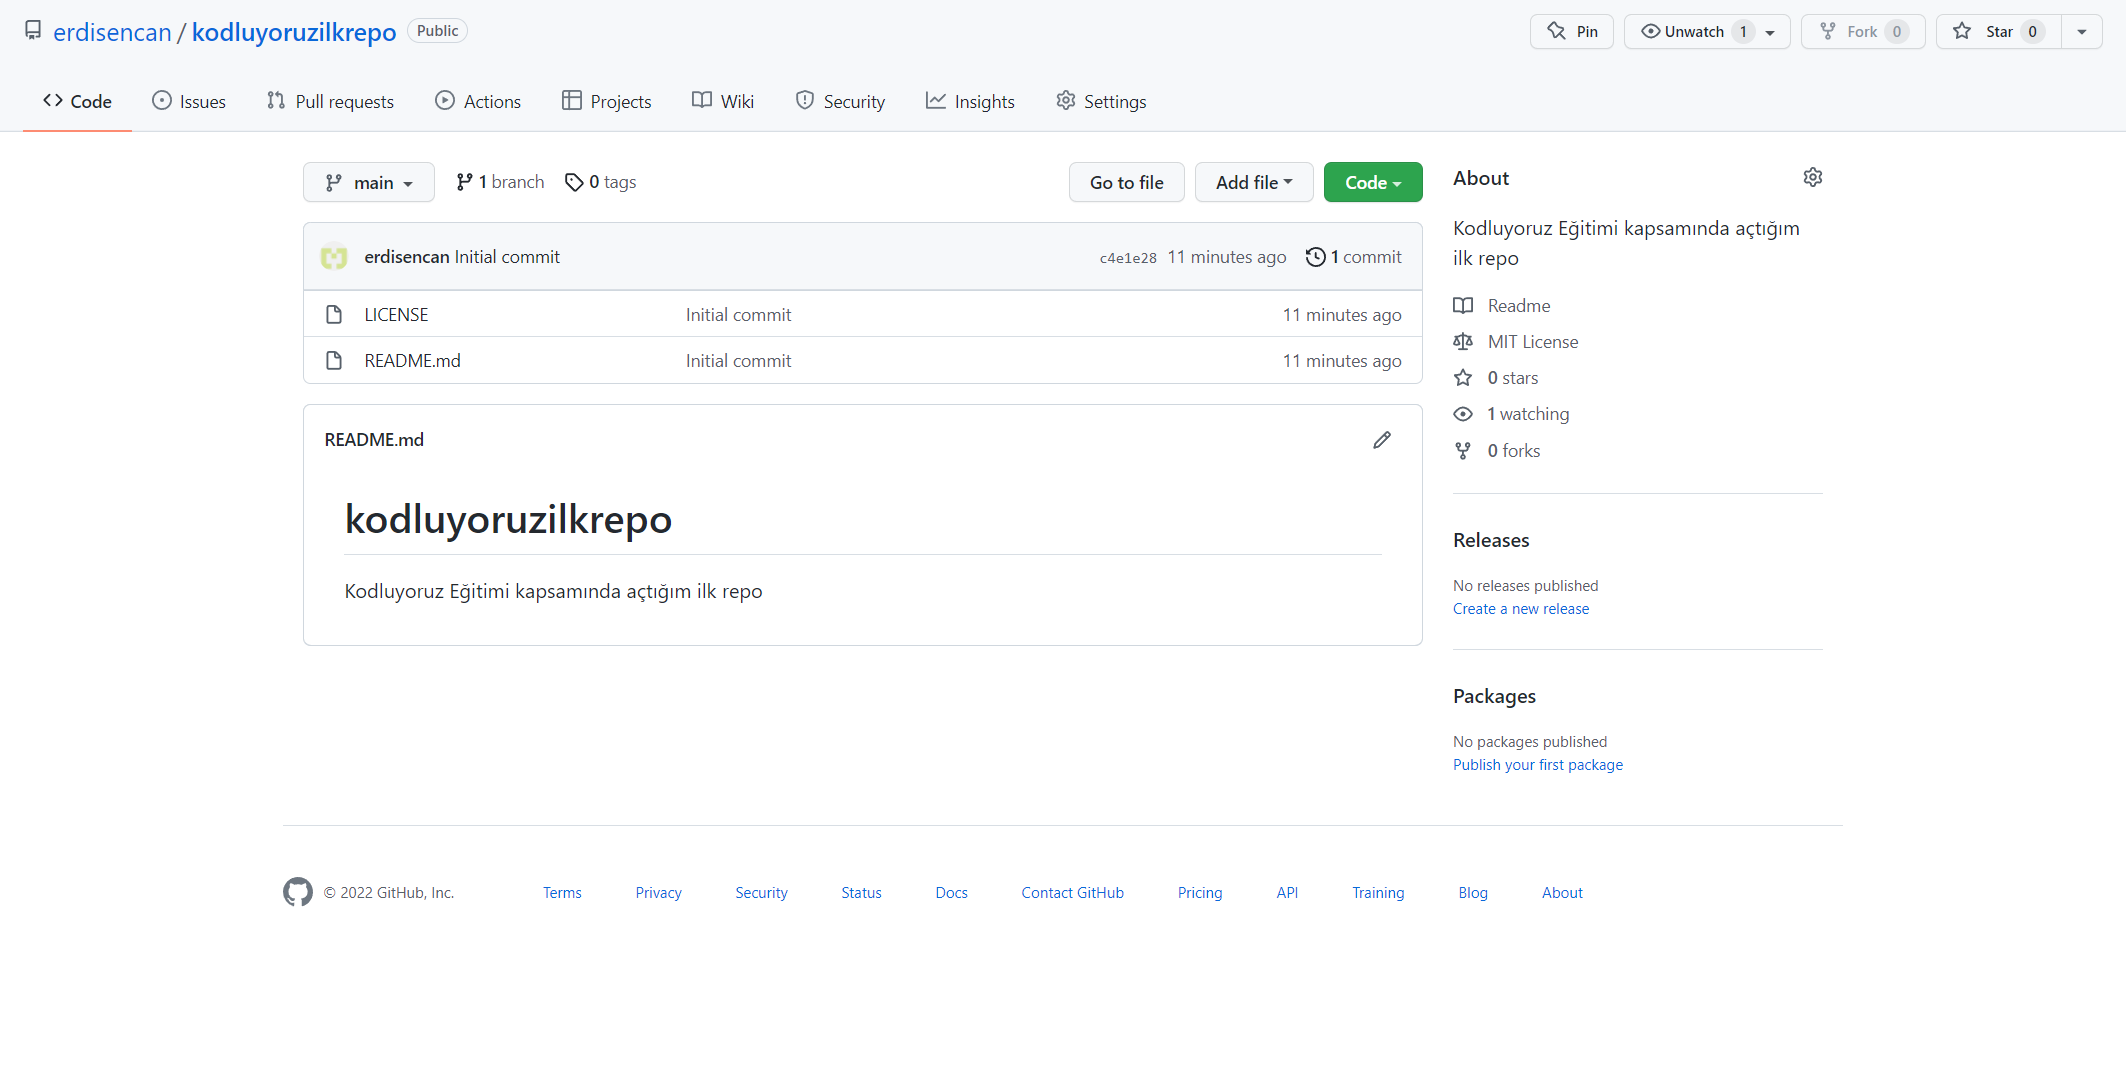 erdisencan / kodluyoruzilkrepo Public
Pin Unwatch 1 Fork 0 Star 0
Code Issues Pull requests Actions Projects Wiki Security Insights Settings
main 1 branch 0 tags Go to file Add file Code
erdisencan Initial commit c4e1e28 11 minutes ago 1 commit
LICENSE Initial commit 11 minutes ago
README.md Initial commit 11 minutes ago
README.md
kodluyoruzilkrepo
Kodluyoruz Eğitimi kapsamında açtığım ilk repo
About
Kodluyoruz Eğitimi kapsamında açtığım
ilk repo
Readme
MIT License
0 stars
1 watching
0 forks
Releases
No releases published
Create a new release
Packages
No packages published
Publish your first package
© 2022 GitHub, Inc. Terms Privacy Security Status Docs Contact GitHub Pricing API Training Blog About